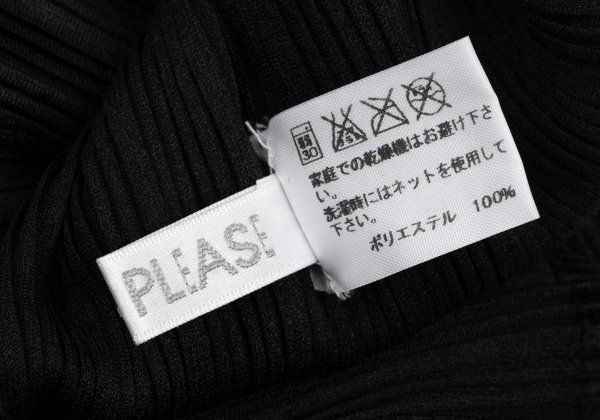 PLEASE
30
家庭での乾燥機はお避け下さ
い。
洗濯時にはネットを使用して
下さい。
ポリエステル 100%